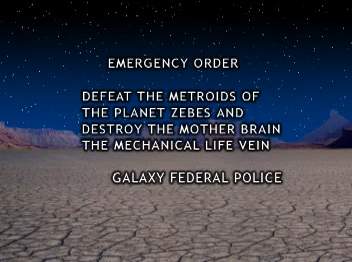 EMERGENCY ORDER
DEFEAT THE METROIDS OF
THE PLANET ZEBES AND
DESTROY THE MOTHER BRAIN
THE MECHANICAL LIFE VEIN
GALAXY FEDERAL POLICE